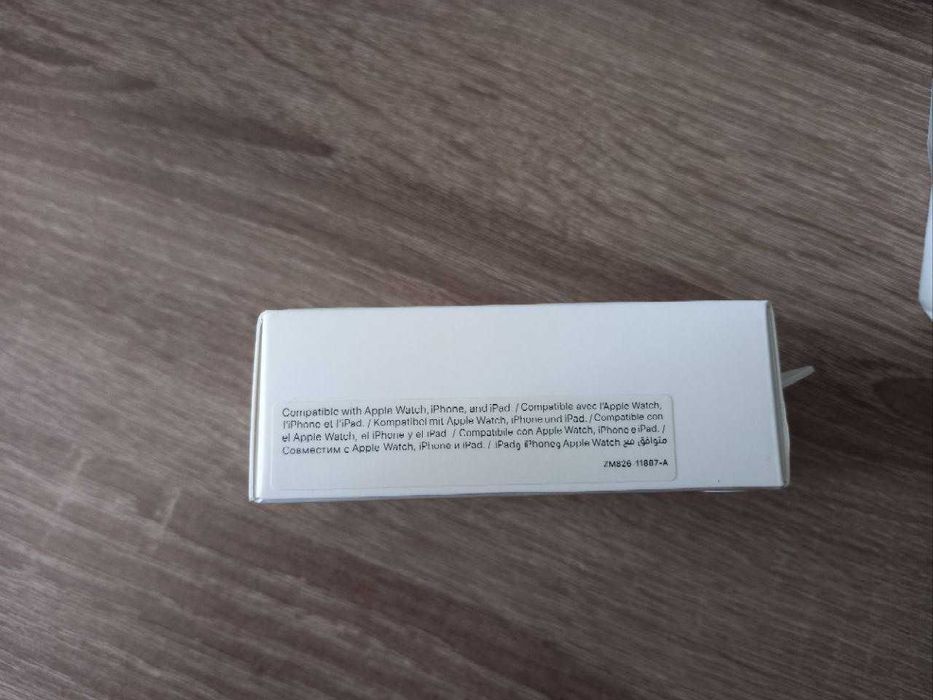 Compatible with Apple Watch, iPhone, and iPad. / Compatible avec l'Apple Watch,
l'iPhone et l'iPad. / Kompatibel mit Apple Watch, iPhone und iPad. / Compatible con
el Apple Watch, el iPhone y el iPad. / Compatibile con Apple Watch, iPhone e iPad. /
Совместим с Apple Watch, iPhone и iPad. / متوافق مع Apple Watch وiPhone وiPad
ZM826-11887-A